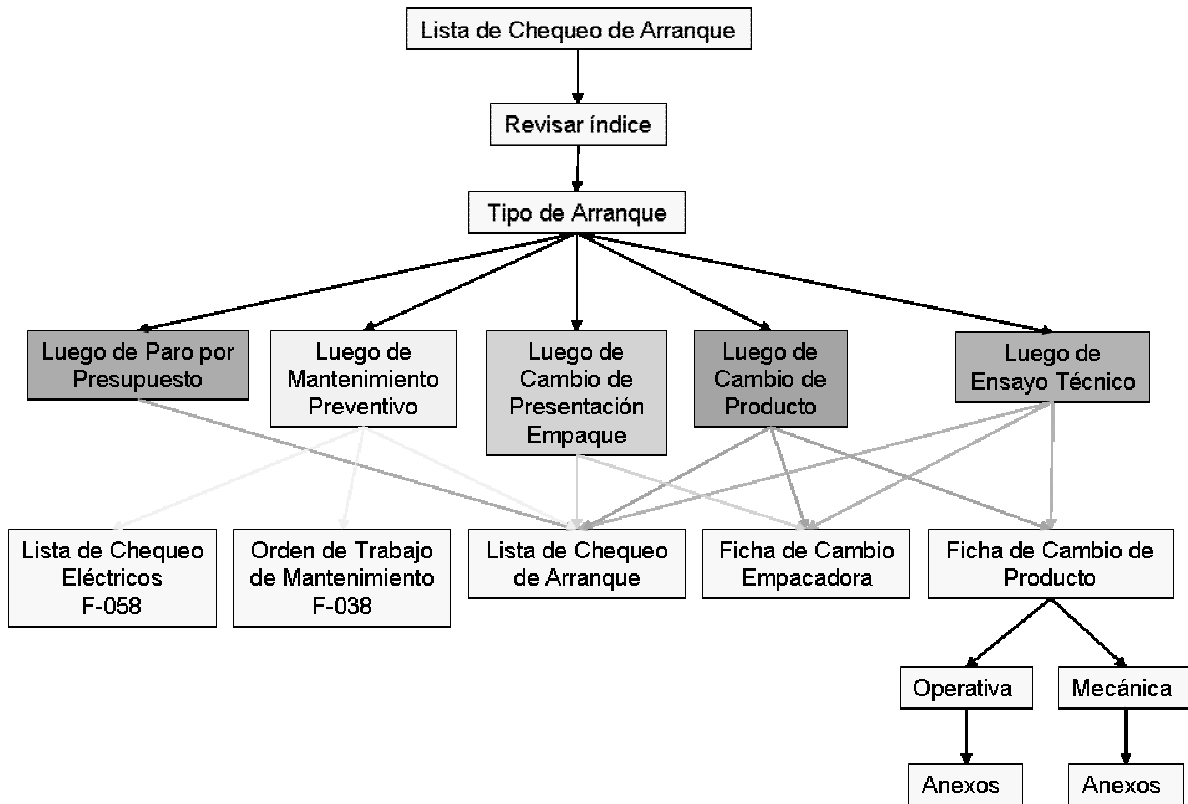 Lista de Chequeo de Arranque
Revisar índice
Tipo de Arranque
Luego de Paro por
Presupuesto
Luego de
Mantenimiento
Preventivo
Luego de
Cambio de
Presentación
Empaque
Luego de
Cambio de
Producto
Luego de
Ensayo Técnico
Lista de Chequeo
Eléctricos
F-058
Orden de Trabajo
de Mantenimiento
F-038
Lista de Chequeo
de Arranque
Ficha de Cambio
Empacadora
Ficha de Cambio de
Producto
Operativa
Mecánica
Anexos
Anexos